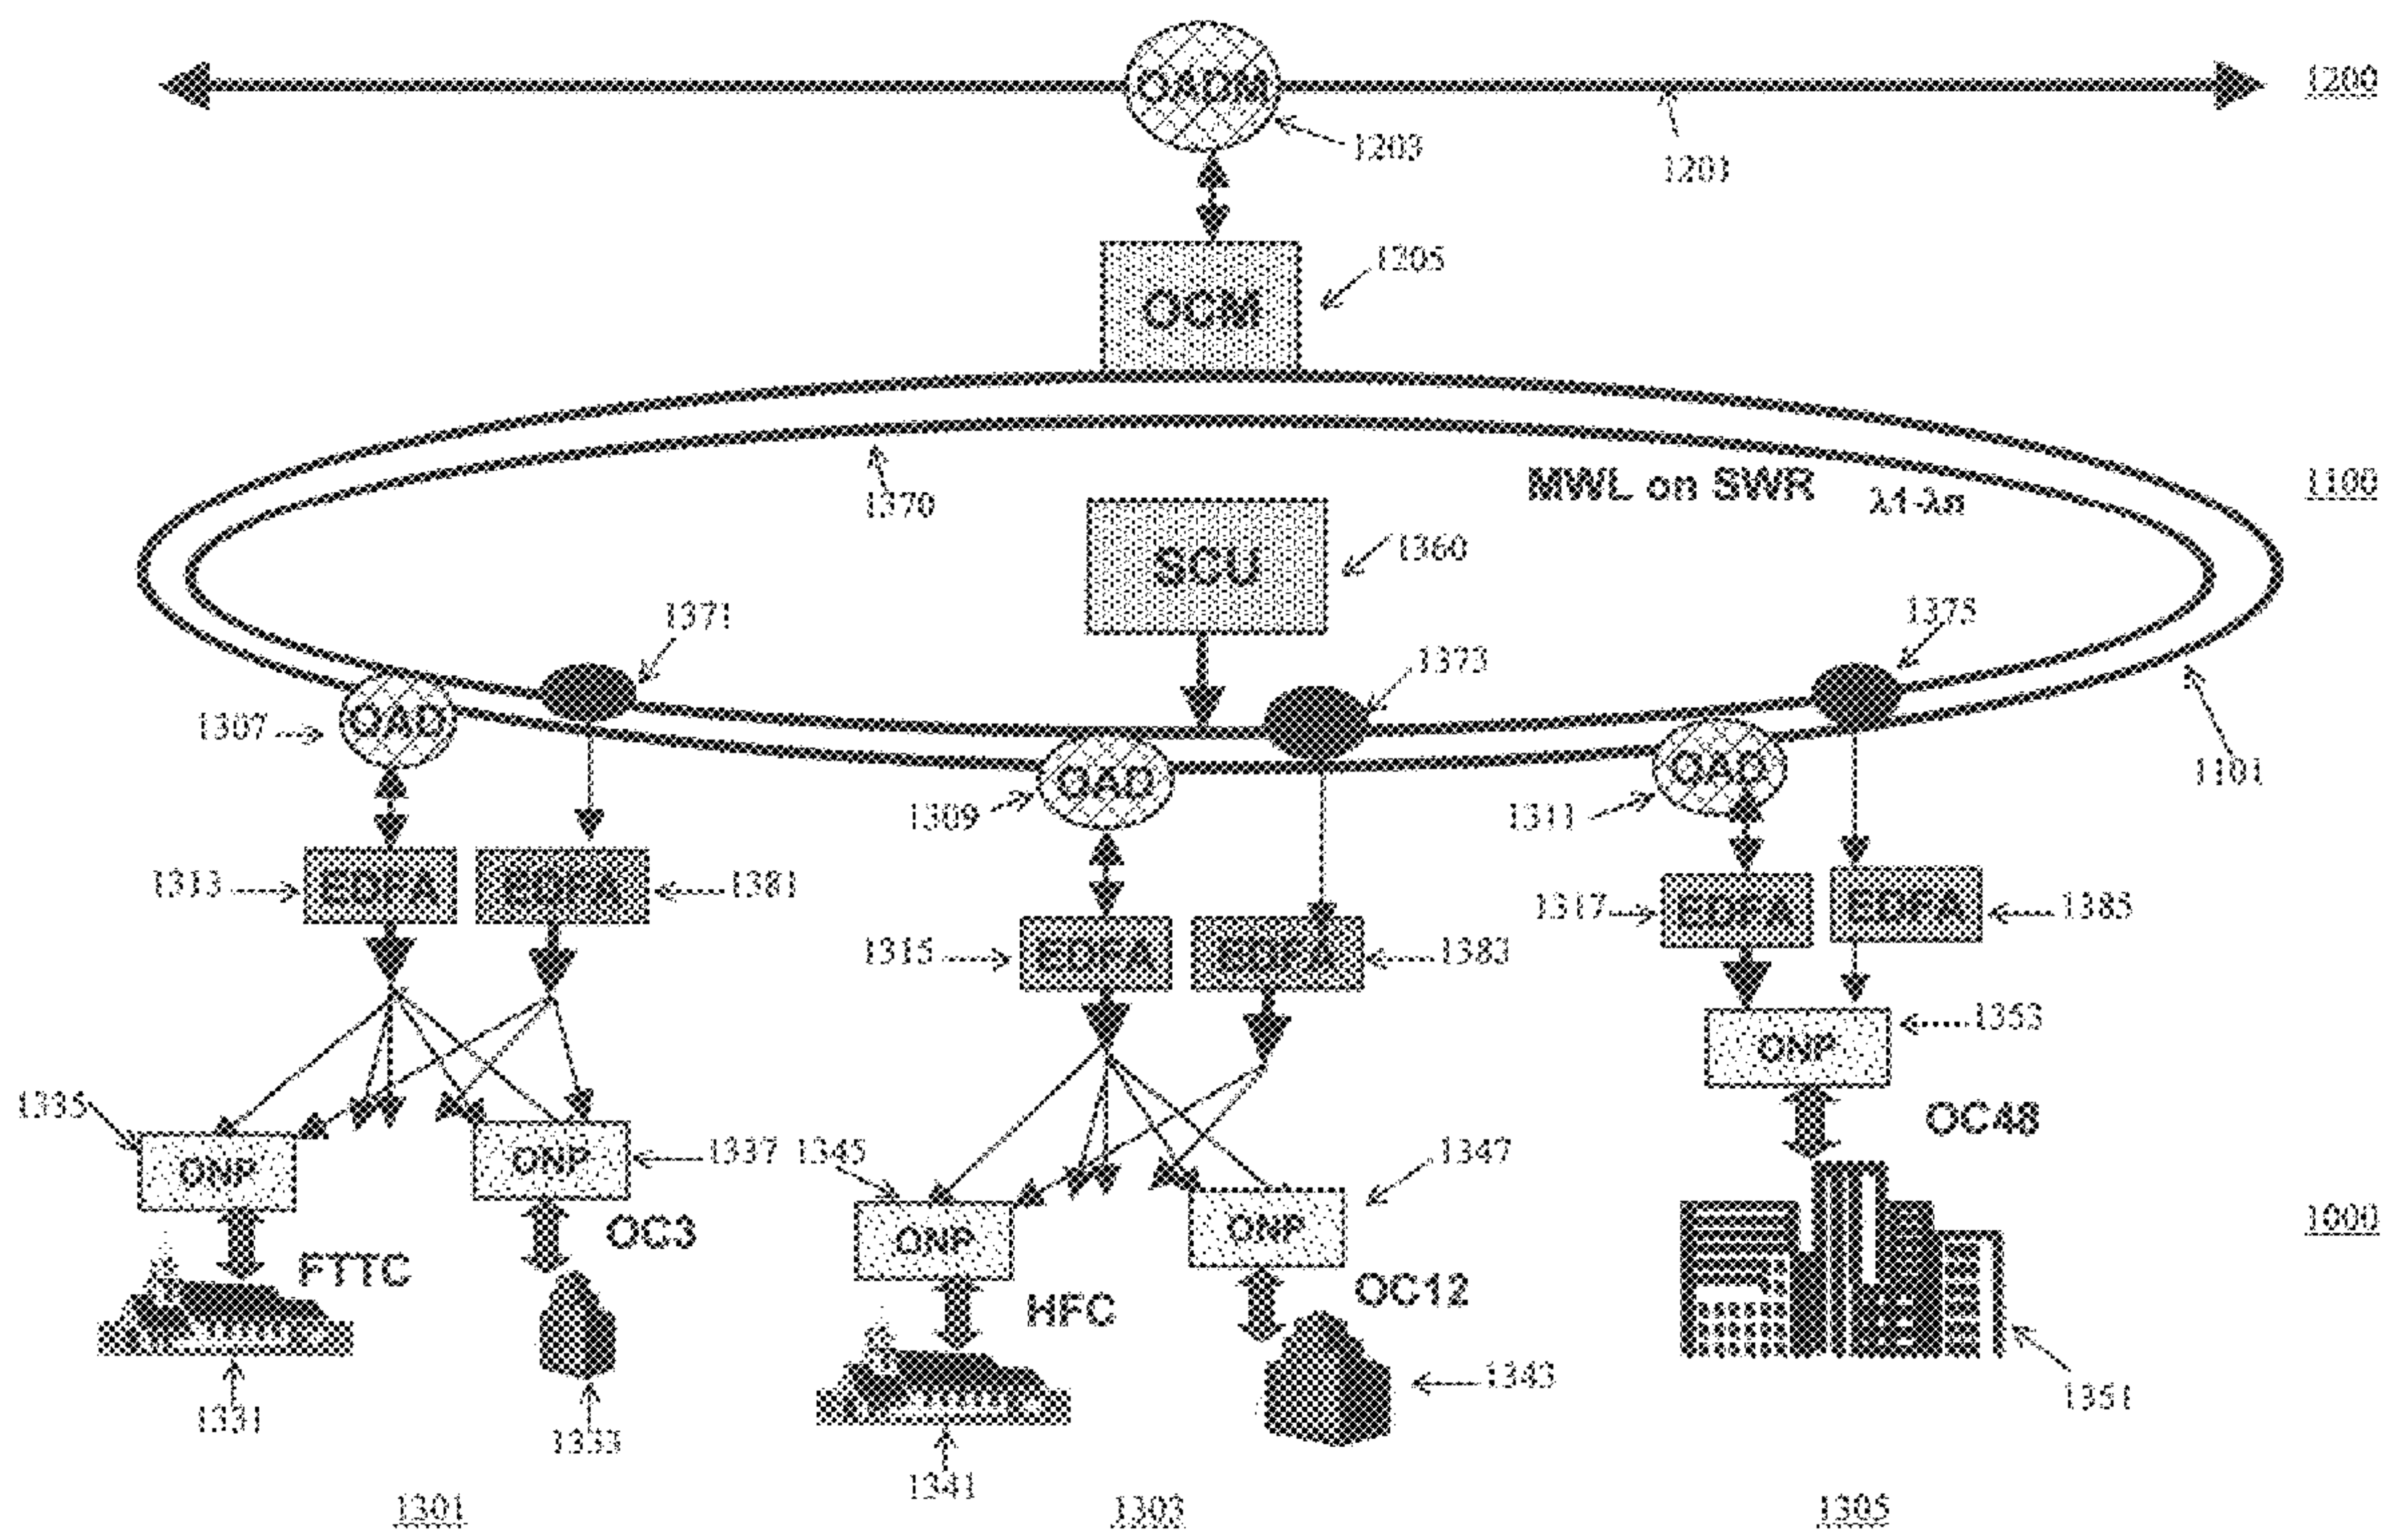 OADM
1200
1203
1201
1205
OCM
MWL on SWR λ1-λn
1100
1370
SCU
1360
1371
1373
1375
1307
OAD
1309
OAD
1311
OAD
1101
1313
EDFA
EDFA
1381
1315
EDFA
EDFA
1383
1317
EDFA
EDFA
1385
1353
ONP
1335
ONP
ONP
1337
1345
ONP
ONP
1347
OC48
OC3
FTTC
HFC
OC12
1000
1331
1333
1341
1343
1351
1301
1303
1305